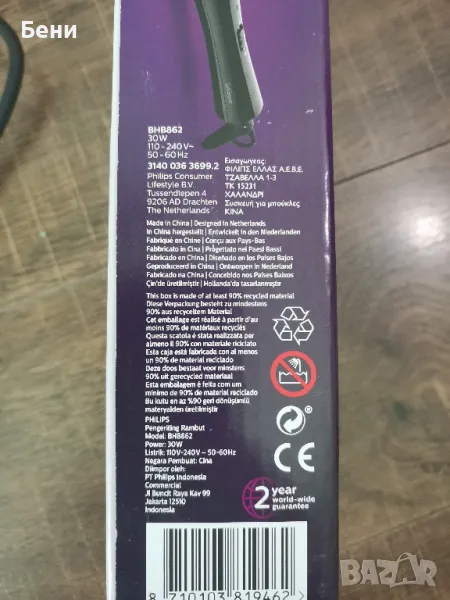 Бени
BHB862
30W
110-240V~
50-60Hz
3140 036 3699.2
Philips Consumer
Lifestyle B.V.
Tussendiepen 4
9206 AD Drachten
The Netherlands
Εισαγωγέας:
ΦΙΛΙΠΣ ΕΛΛΑΣ Α.Ε.Β.Ε.
ΤΖΑΒΕΛΛΑ 1-3
ΤΚ 15231
ΧΑΛΑΝΔΡΙ
Συσκευή για μπούκλες
ΚΙΝΑ
Made in China | Designed in Netherlands
In China hergestellt | Entwickelt in den Niederlanden
Fabriqué en Chine | Conçu aux Pays-Bas
Fabbricato in Cina | Progettato nei Paesi Bassi
Fabricado en China | Diseñado en los Países Bajos
Geproduceerd in China | Ontworpen in Nederland
Fabricado na China | Concebido nos Países Baixos
Çin'de üretilmiştir | Hollanda'da tasarlanmıştır
This box is made of at least 90% recycled material
Diese Verpackung besteht zu mindestens
90% aus recyceltem Material
Cet emballage est réalisé à partir d'au
moins 90% de matériaux recyclés
Questa scatola è stata realizzata per
almeno il 90% con materiale riciclato
Esta caja está fabricada con al menos
un 90% de material reciclado
Deze doos bestaat voor minstens
90% uit gerecycled materiaal
Esta embalagem é feita com um
mínimo de 90% de material reciclado
Bu kutu en az %90 geri dönüşümlü
materyalden üretilmiştir
PHILIPS
Pengeriting Rambut
Model: BHB862
Power: 30W
Listrik: 110V-240V ~ 50-60Hz
Negara Pembuat: Cina
Diimpor oleh:
PT Philips Indonesia
Commercial
Jl Buncit Raya Kav 99
Jakarta 12510
Indonesia
CE
2 year
world-wide
guarantee
8 710103 819462
BAZAR.bg